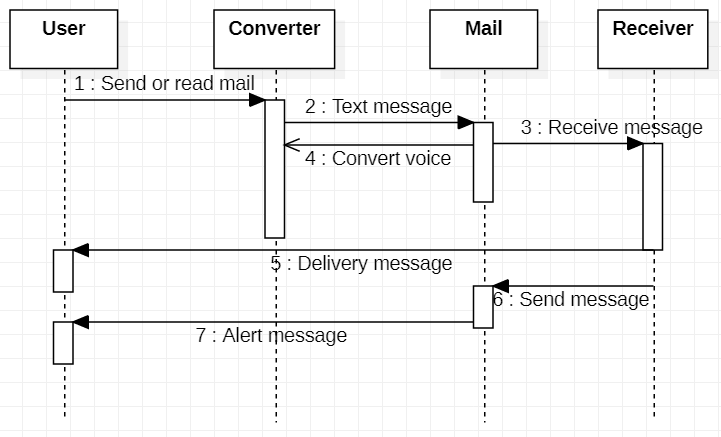 User
Converter
Mail
Receiver
1 : Send or read mail
2 : Text message
3 : Receive message
4 : Convert voice
5 : Delivery message
6 : Send message
7 : Alert message